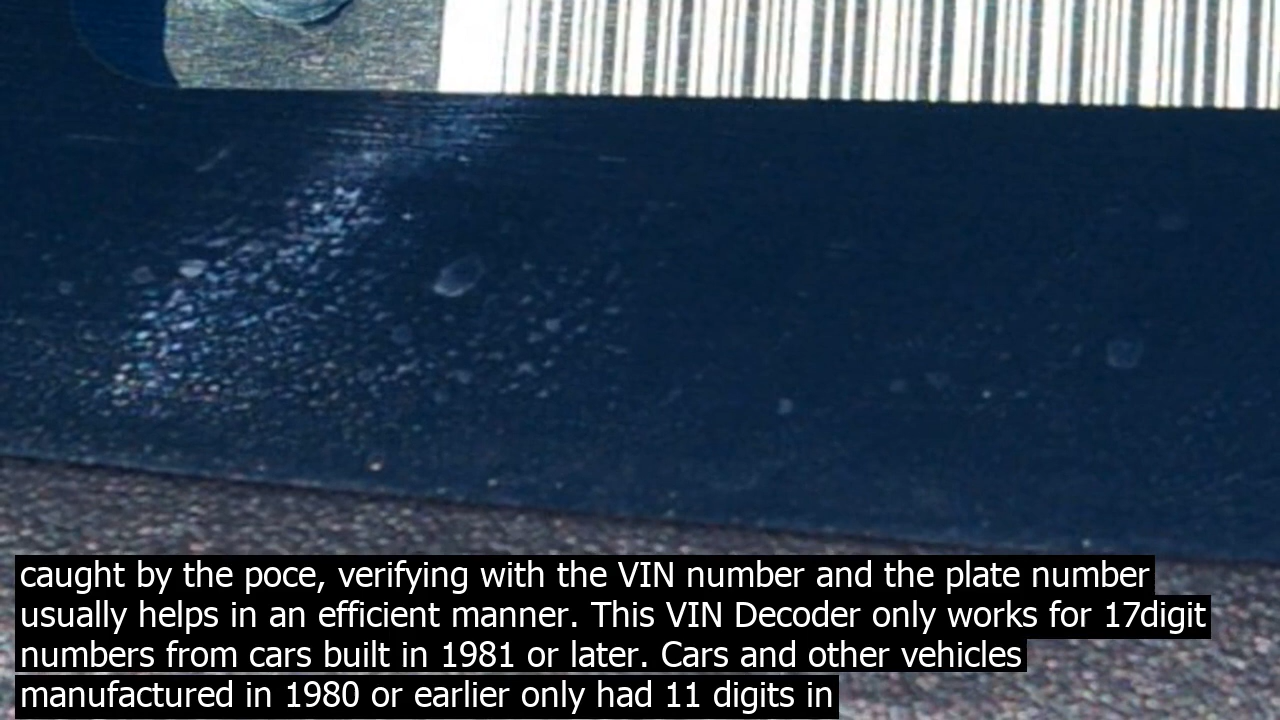 caught by the poce, verifying with the VIN number and the plate number
usually helps in an efficient manner. This VIN Decoder only works for 17digit
numbers from cars built in 1981 or later. Cars and other vehicles
manufactured in 1980 or earlier only had 11 digits in